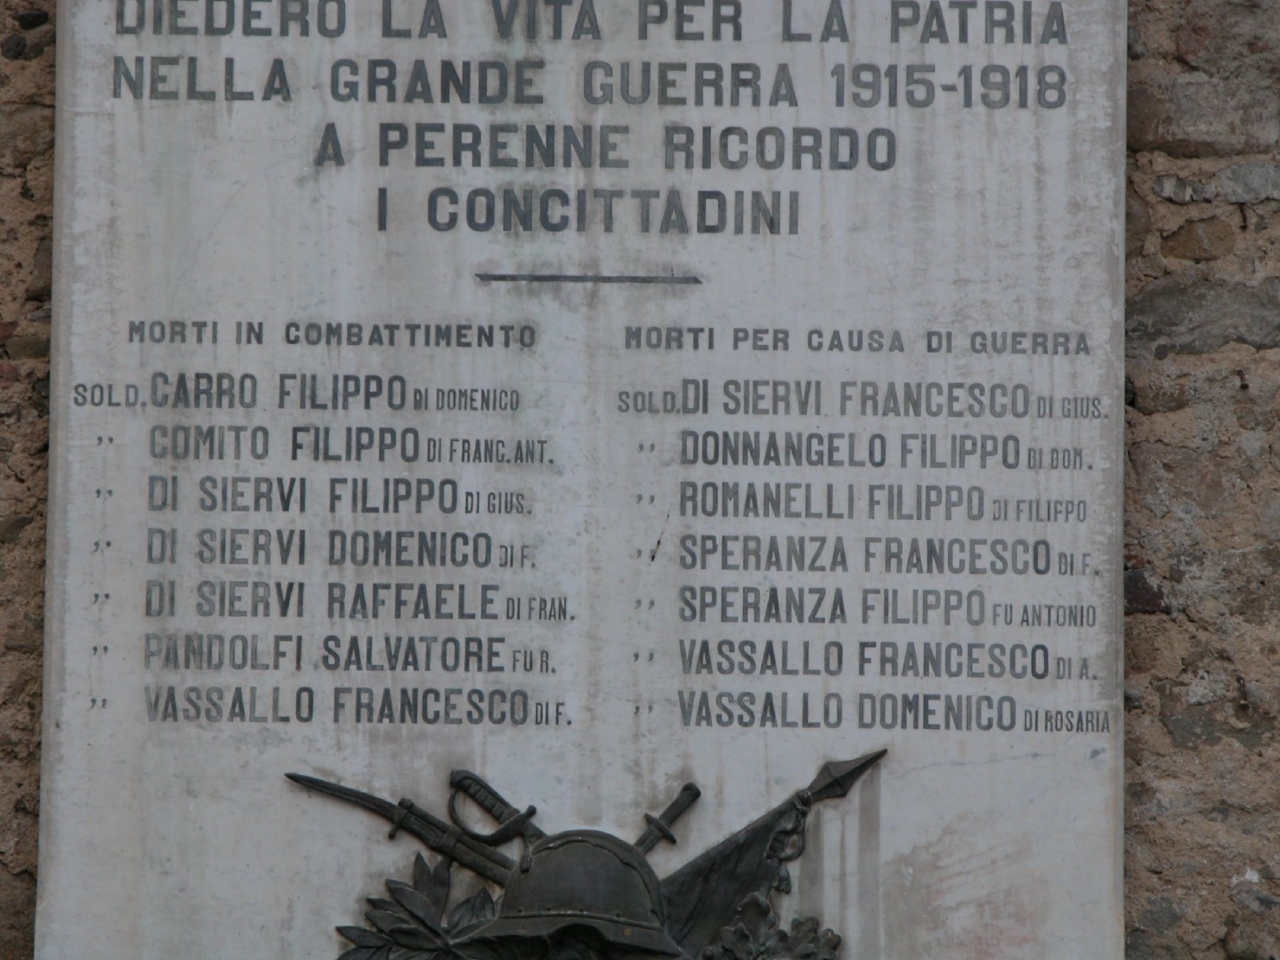 DIEDERO LA VITA PER LA PATRIA
NELLA GRANDE GUERRA 1915-1918
A PERENNE RICORDO
I CONCITTADINI
MORTI IN COMBATTIMENTO
SOLD. CARRO FILIPPO DI DOMENICO
,, COMITO FILIPPO DI FRANC. ANT.
,, DI SIERVI FILIPPO DI GIUS.
,, DI SIERVI DOMENICO DI F.
,, DI SIERVI RAFFAELE DI FRAN.
,, PANDOLFI SALVATORE FU R.
,, VASSALLO FRANCESCO DI F.
MORTI PER CAUSA DI GUERRA
SOLD. DI SIERVI FRANCESCO DI GIUS.
,, DONNANGELO FILIPPO DI DOM.
,, ROMANELLI FILIPPO DI FILIPPO
,, SPERANZA FRANCESCO DI F.
,, SPERANZA FILIPPO FU ANTONIO
,, VASSALLO FRANCESCO DI A.
,, VASSALLO DOMENICO DI ROSARIA